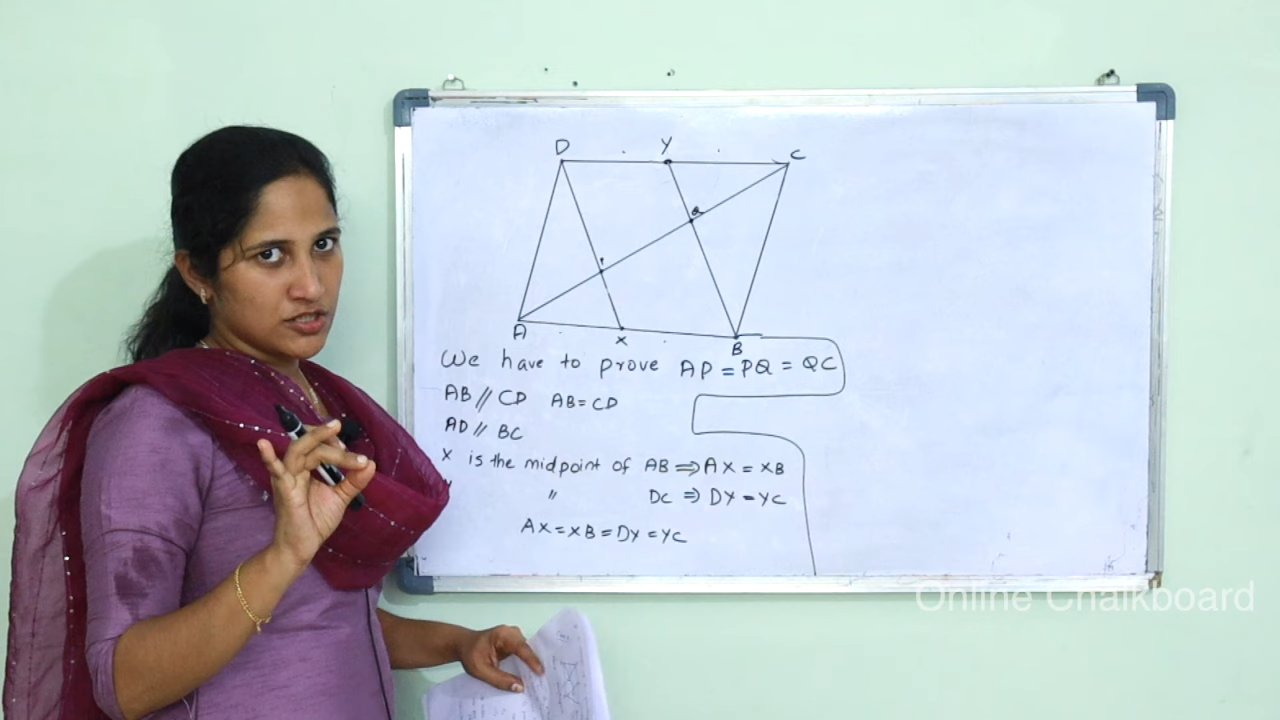 D Y C
Q
P
A X B
We have to prove AP = PQ = QC
AB // CD AB = CD
AD // BC
X is the midpoint of AB ⇒ AX = XB
Y " DC ⇒ DY = YC
AX = XB = DY = YC
Online Chalkboard